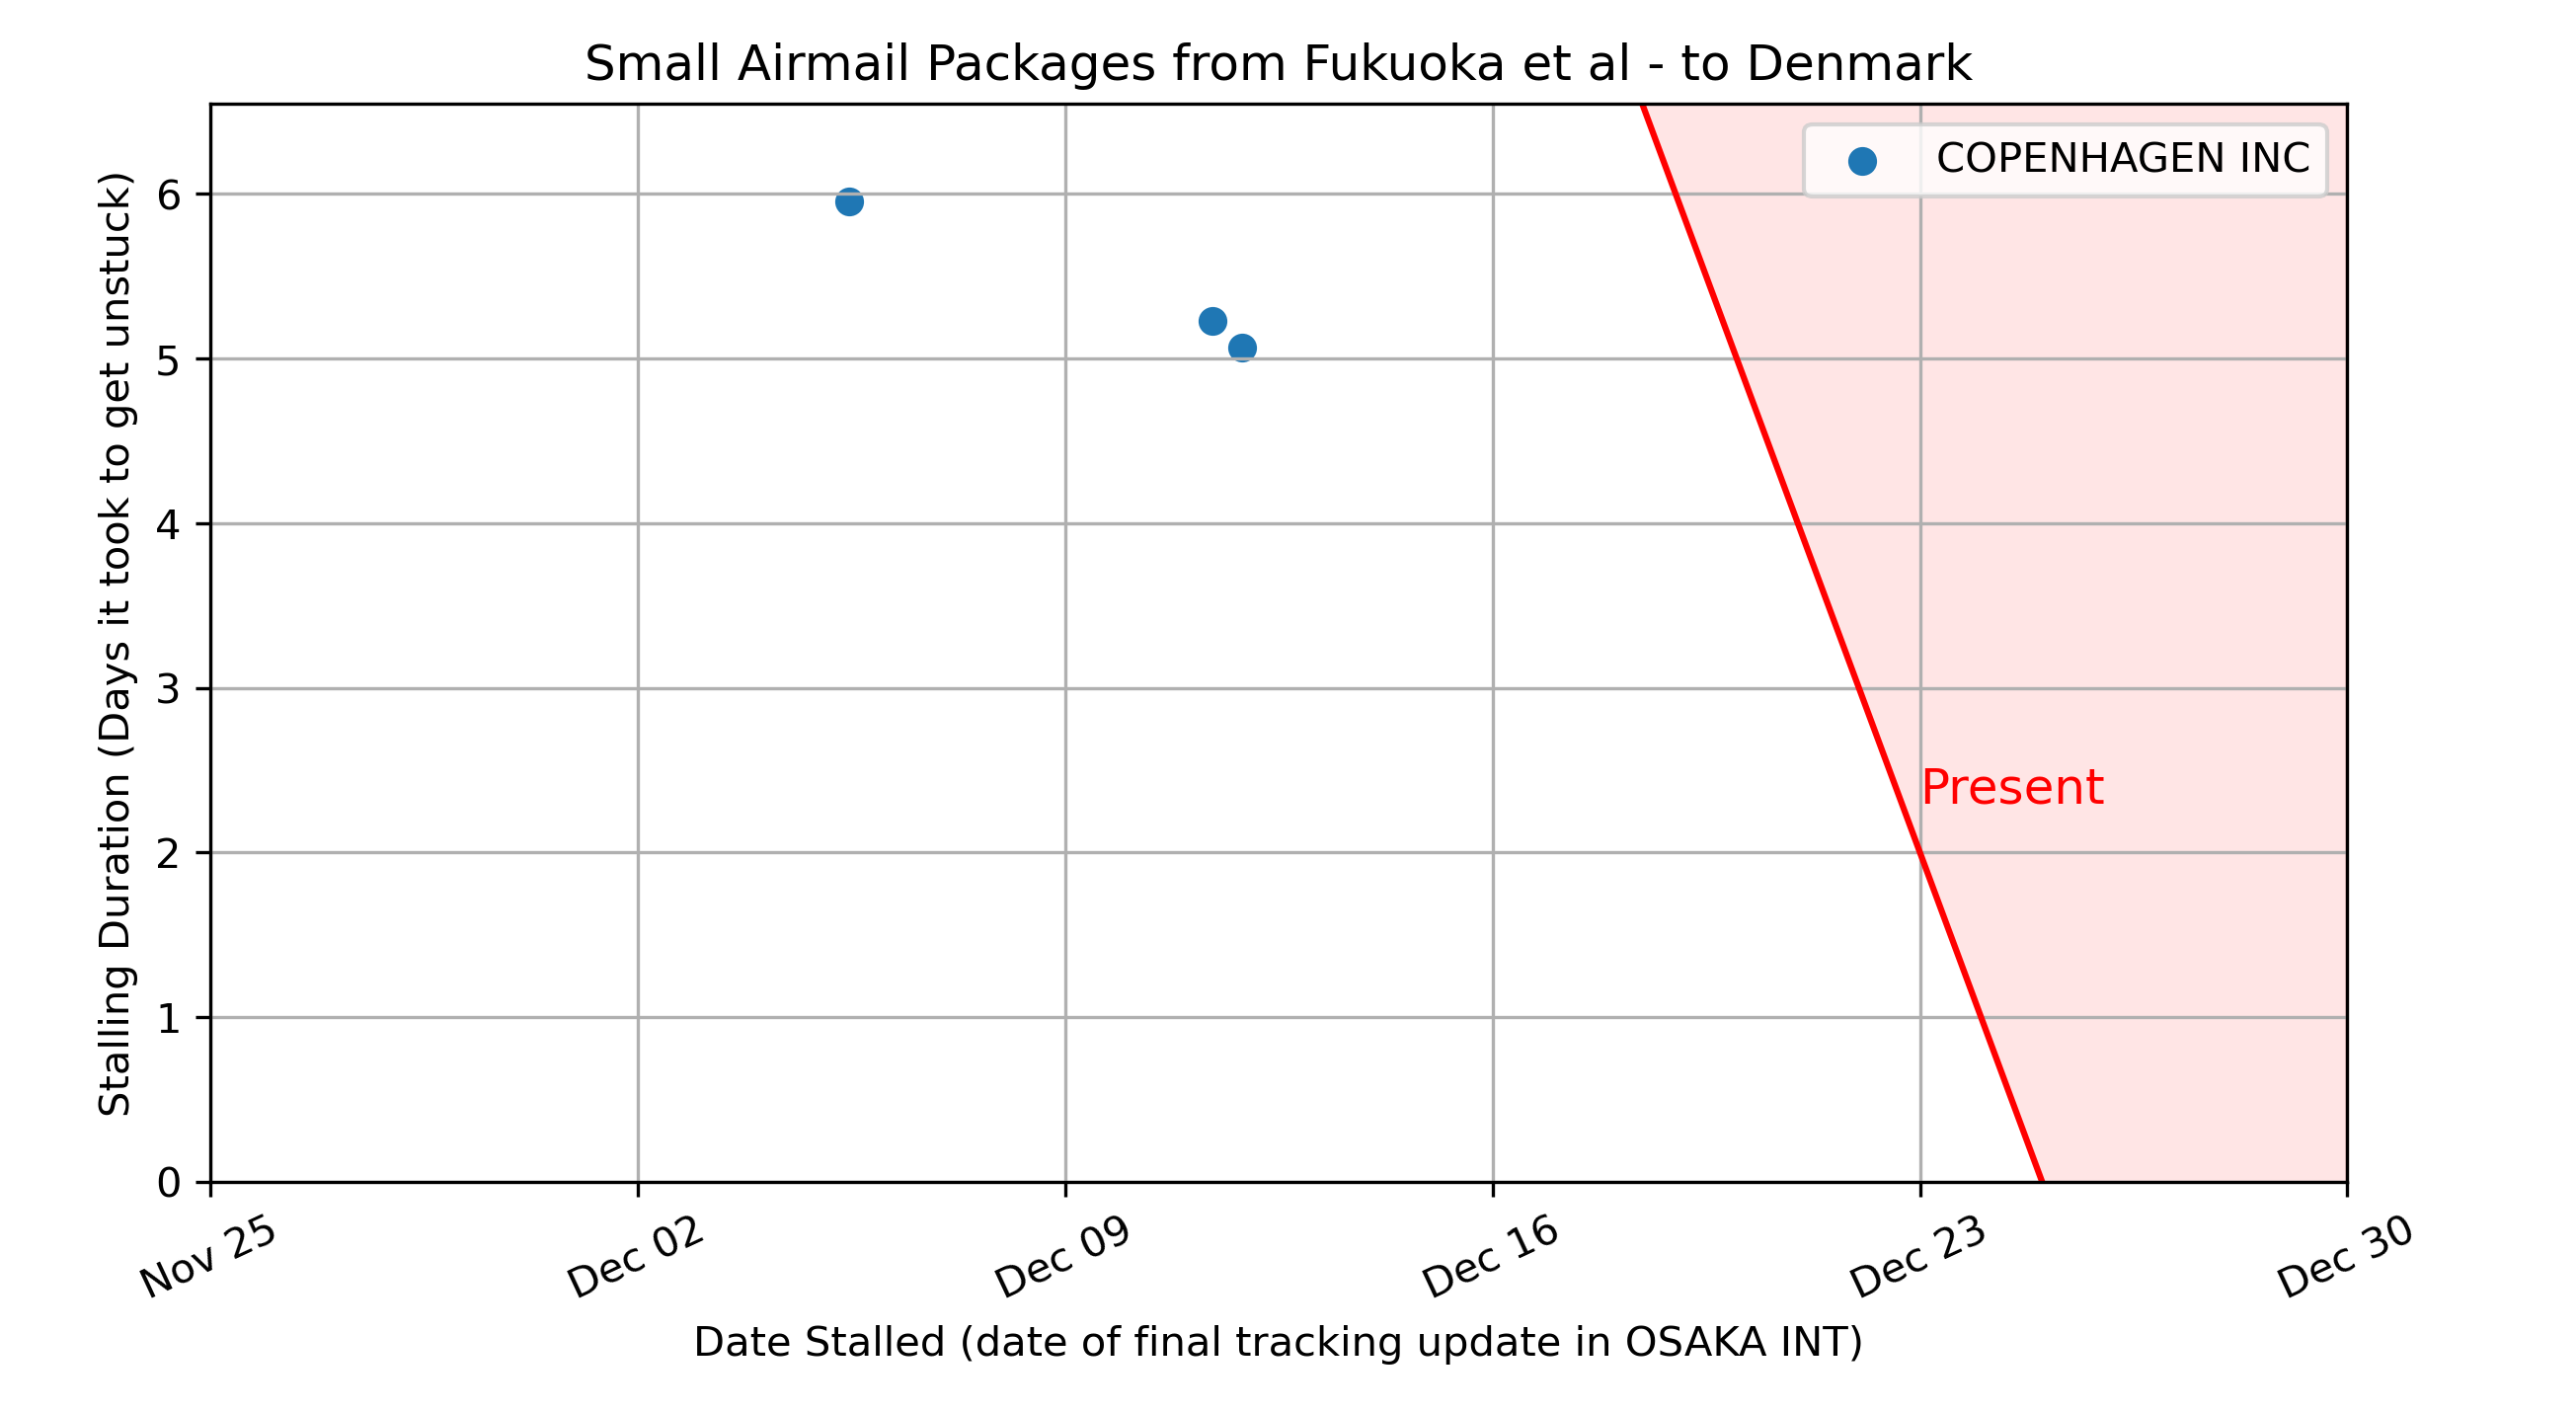 Small Airmail Packages from Fukuoka et al - to Denmark
COPENHAGEN INC
Stalling Duration (Days it took to get unstuck)
6
5
4
3
2
1
0
Present
Nov 25
Dec 02
Dec 09
Dec 16
Dec 23
Dec 30
Date Stalled (date of final tracking update in OSAKA INT)